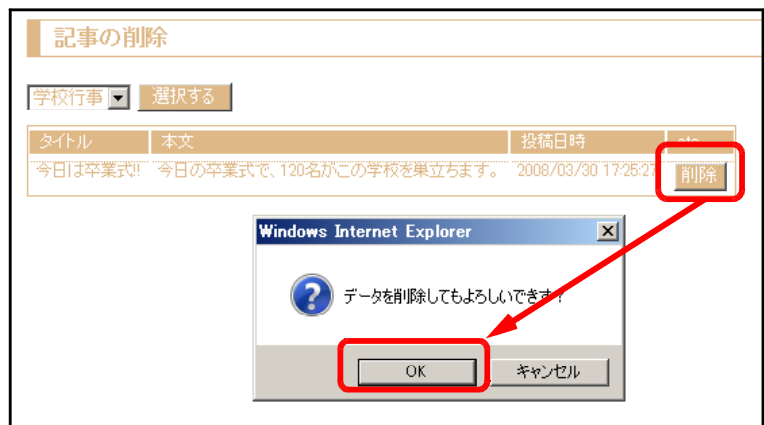 記事の削除
学校行事 選択する
タイトル 本文 投稿日時 etc
今日は卒業式!! 今日の卒業式で、120名がこの学校を巣立ちます。 2008/03/30 17:25:27 削除
Windows Internet Explorer
データを削除してもよろしいできす?
OK キャンセル